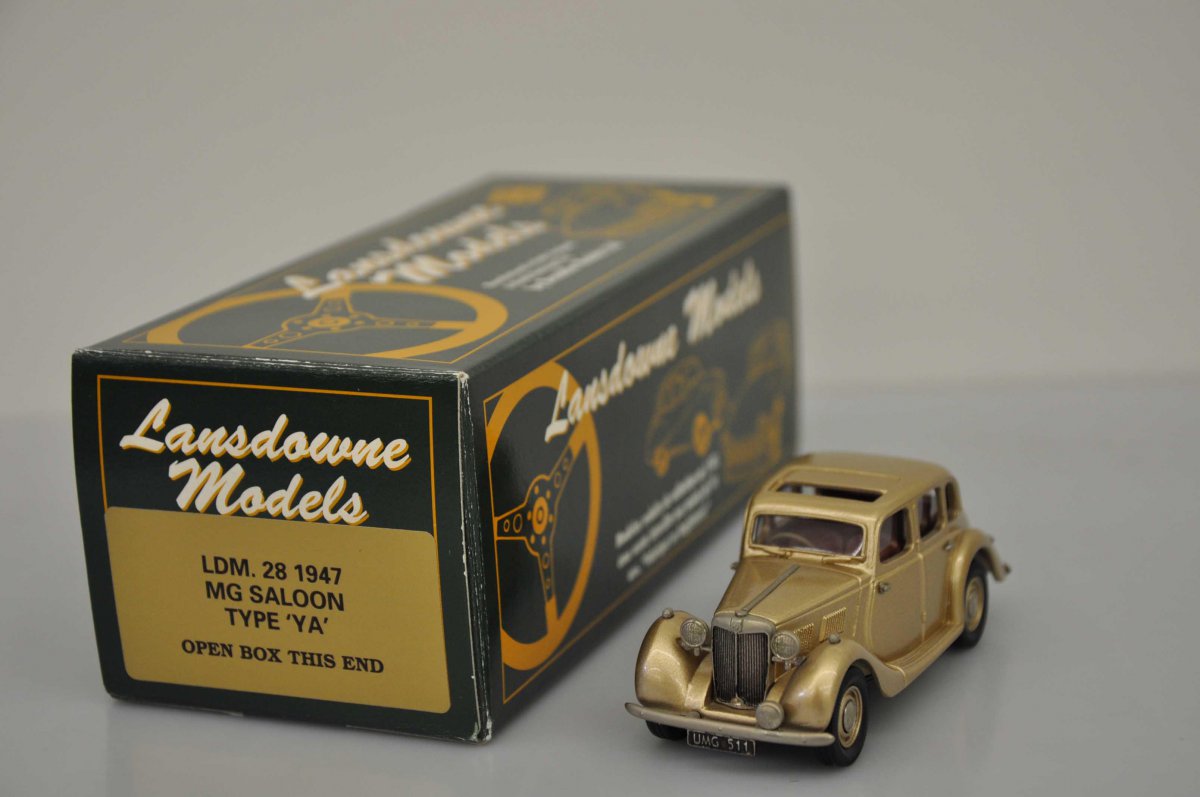 Lansdowne
Models
LDM. 28 1947
MG SALOON
TYPE 'YA'
OPEN BOX THIS END
Lansdowne
Models
Lansdowne Models
UMG 511